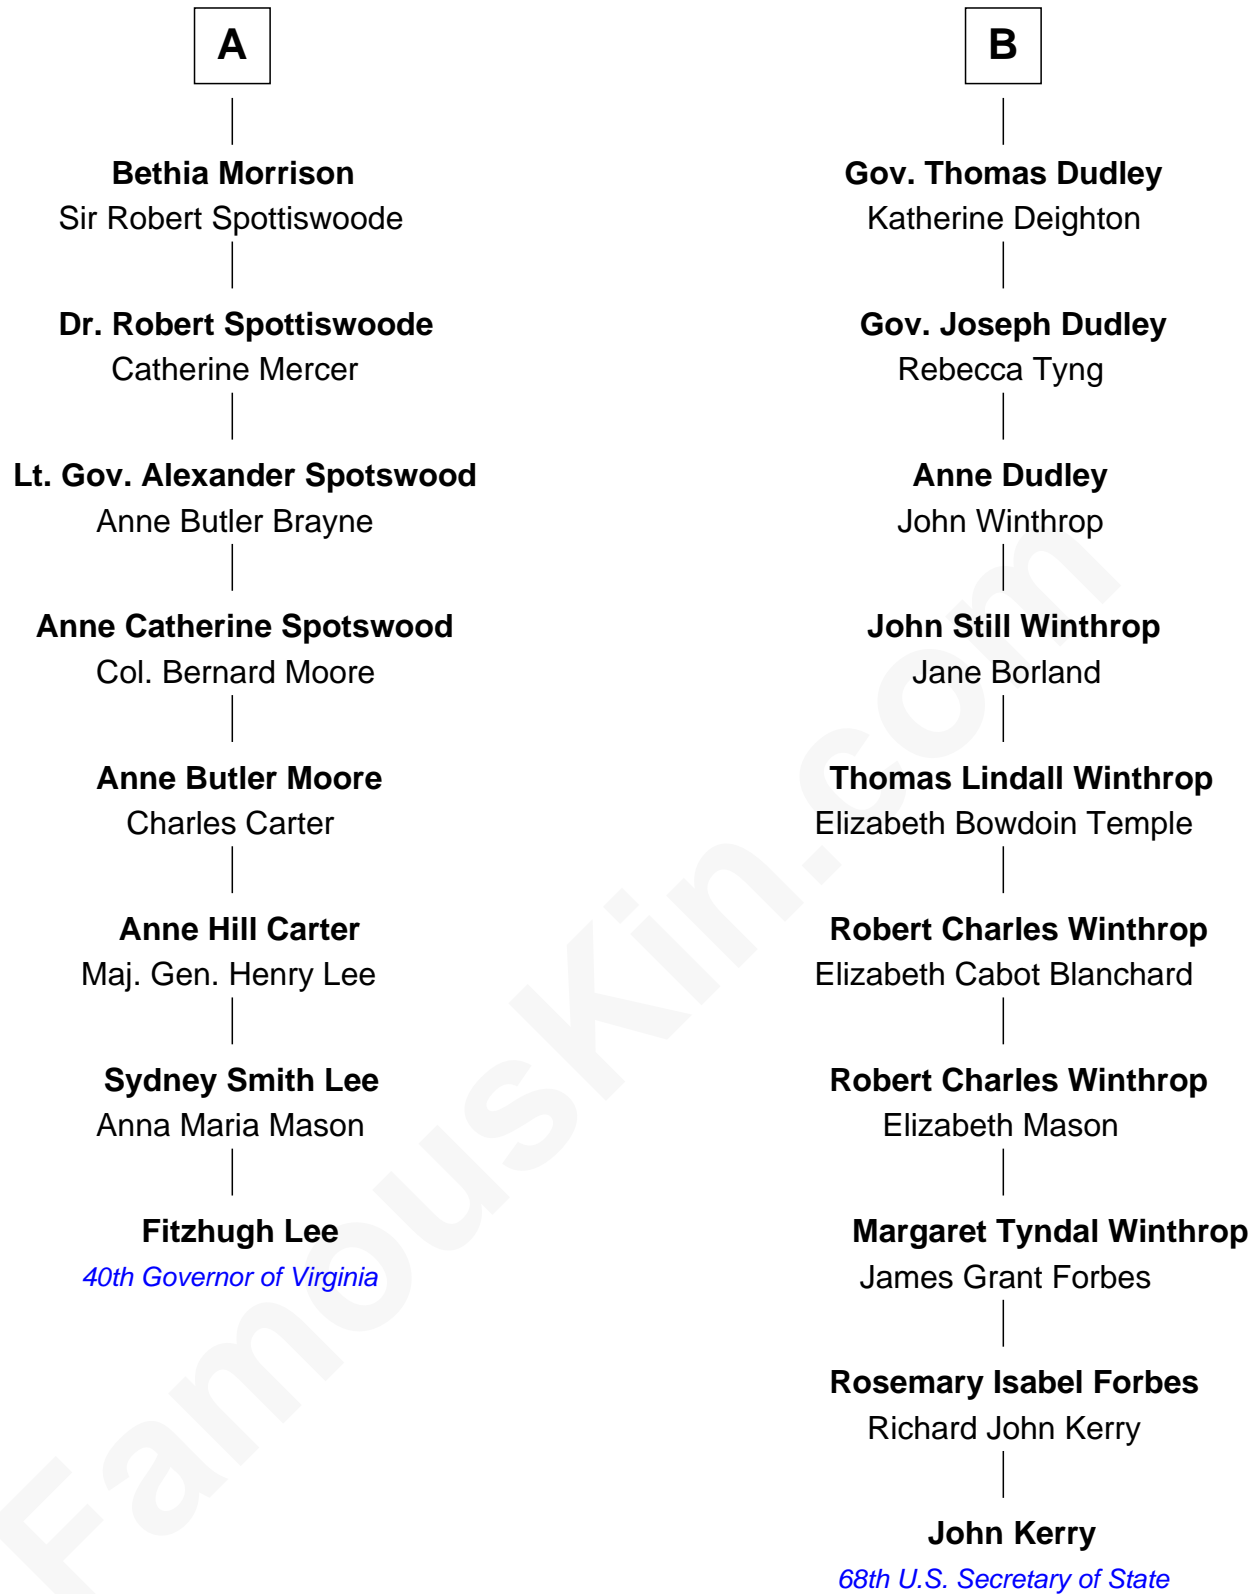 A
Bethia Morrison
Sir Robert Spottiswoode
Dr. Robert Spottiswoode
Catherine Mercer
Lt. Gov. Alexander Spotswood
Anne Butler Brayne
Anne Catherine Spotswood
Col. Bernard Moore
Anne Butler Moore
Charles Carter
Anne Hill Carter
Maj. Gen. Henry Lee
Sydney Smith Lee
Anna Maria Mason
Fitzhugh Lee
40th Governor of Virginia
B
Gov. Thomas Dudley
Katherine Deighton
Gov. Joseph Dudley
Rebecca Tyng
Anne Dudley
John Winthrop
John Still Winthrop
Jane Borland
Thomas Lindall Winthrop
Elizabeth Bowdoin Temple
Robert Charles Winthrop
Elizabeth Cabot Blanchard
Robert Charles Winthrop
Elizabeth Mason
Margaret Tyndal Winthrop
James Grant Forbes
Rosemary Isabel Forbes
Richard John Kerry
John Kerry
68th U.S. Secretary of State
FamousKin.com